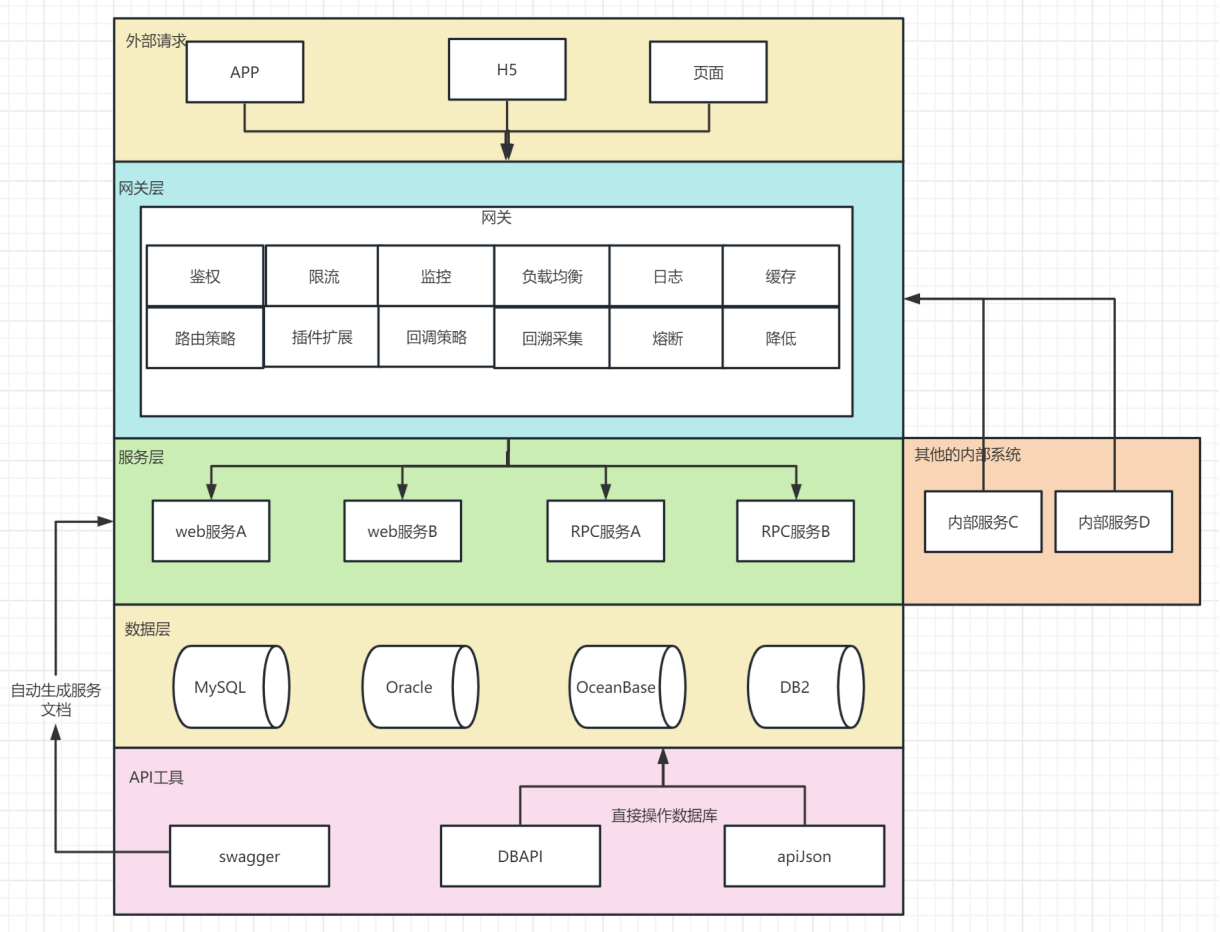 外部请求
APP
H5
页面
网关层
网关
鉴权
限流
监控
负载均衡
日志
缓存
路由策略
插件扩展
回调策略
回溯采集
熔断
降低
服务层
web服务A
web服务B
RPC服务A
RPC服务B
其他的内部系统
内部服务C
内部服务D
数据层
MySQL
Oracle
OceanBase
DB2
自动生成服务
文档
API工具
直接操作数据库
swagger
DBAPI
apiJson